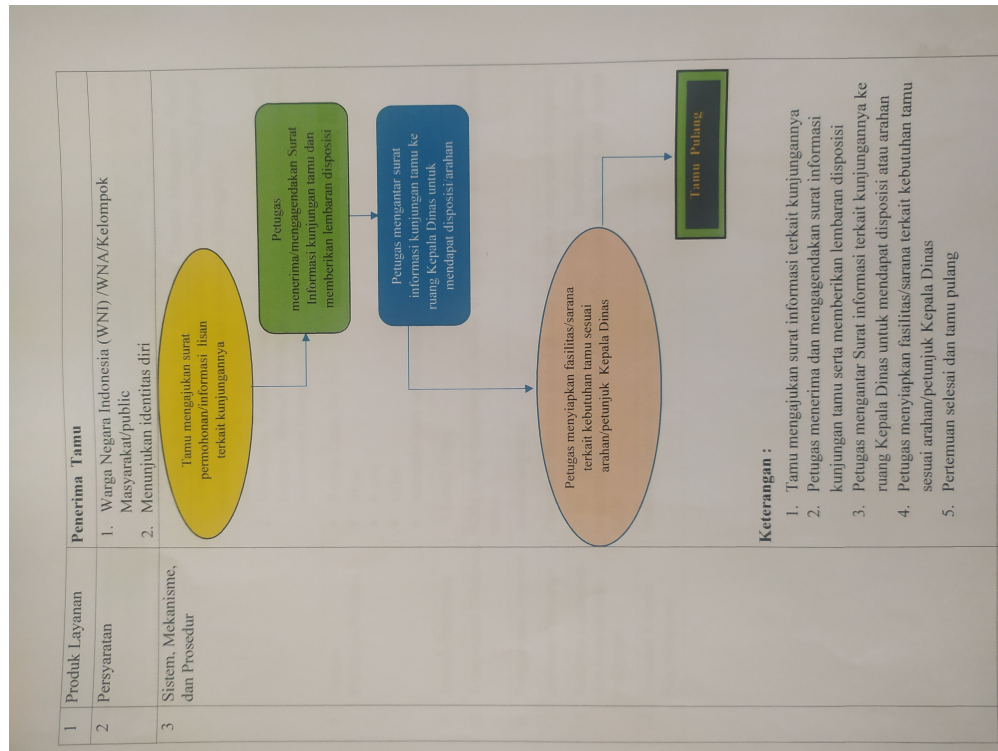 1 Produk Layanan Penerima Tamu
2 Persyaratan 1. Warga Negara Indonesia (WNI) /WNA/Kelompok
Masyarakat/public
2. Menunjukan identitas diri
3 Sistem, Mekanisme,
dan Prosedur
Tamu mengajukan surat
permohonan/informasi lisan
terkait kunjungannya
Petugas
menerima/mengagendakan Surat
Informasi kunjungan tamu dan
memberikan lembaran disposisi
Petugas mengantar surat
informasi kunjungan tamu ke
ruang Kepala Dinas untuk
mendapat disposisi/arahan
Petugas menyiapkan fasilitas/sarana
terkait kebutuhan tamu sesuai
arahan/petunjuk Kepala Dinas
Tamu Pulang
Keterangan :
1. Tamu mengajukan surat informasi terkait kunjungannya
2. Petugas menerima dan mengagendakan surat informasi
kunjungan tamu serta memberikan lembaran disposisi
3. Petugas mengantar Surat informasi terkait kunjungannya ke
ruang Kepala Dinas untuk mendapat disposisi atau arahan
4. Petugas menyiapkan fasilitas/sarana terkait kebutuhan tamu
sesuai arahan/petunjuk Kepala Dinas
5. Pertemuan selesai dan tamu pulang